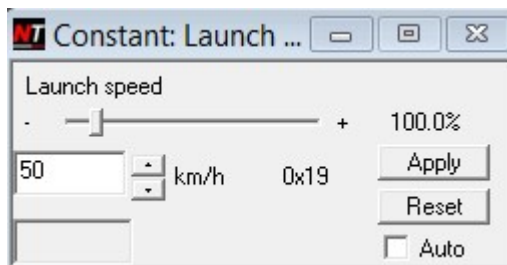 NT Constant: Launch ...
Launch speed
- + 100.0%
50 km/h 0x19 Apply
Reset
Auto